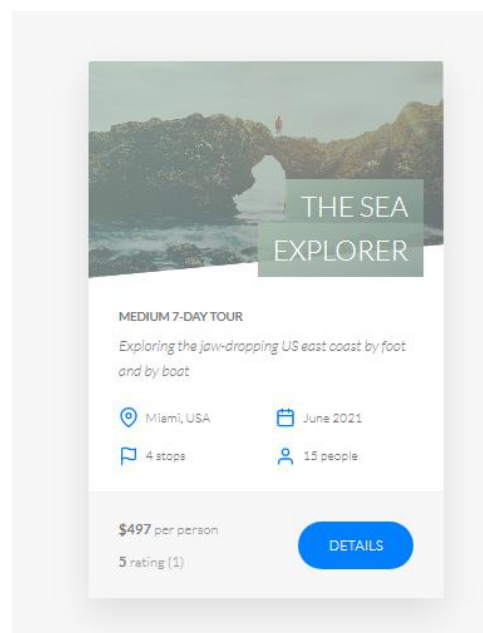 THE SEA
EXPLORER
MEDIUM 7-DAY TOUR
Exploring the jaw-dropping US east coast by foot
and by boat
Miami, USA
June 2021
4 stops
15 people
$497 per person
5 rating (1)
DETAILS